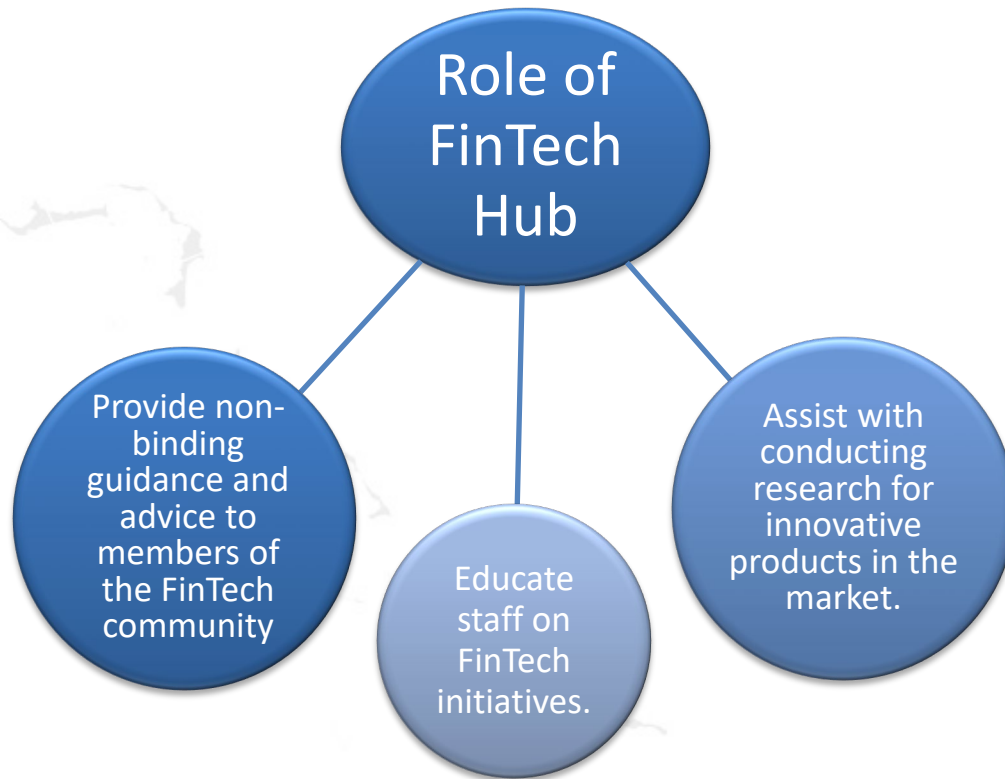 Role of
FinTech
Hub
Provide non-
binding
guidance and
advice to
members of
the FinTech
community
Educate
staff on
FinTech
initiatives.
Assist with
conducting
research for
innovative
products in the
market.